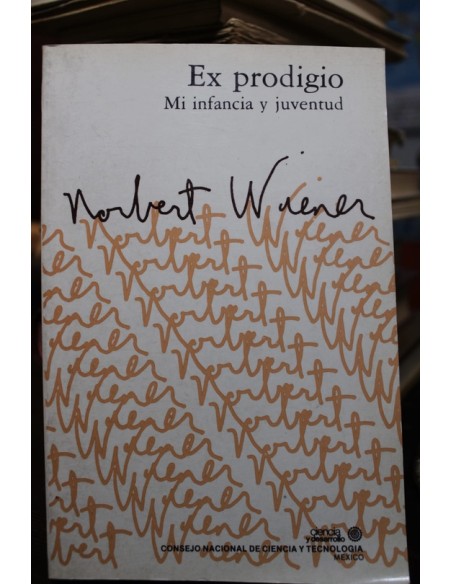 Ex prodigio
Mi infancia y juventud
Norbert Wiener
ciencia
y desarrollo
CONSEJO NACIONAL DE CIENCIA Y TECNOLOGIA
MEXICO